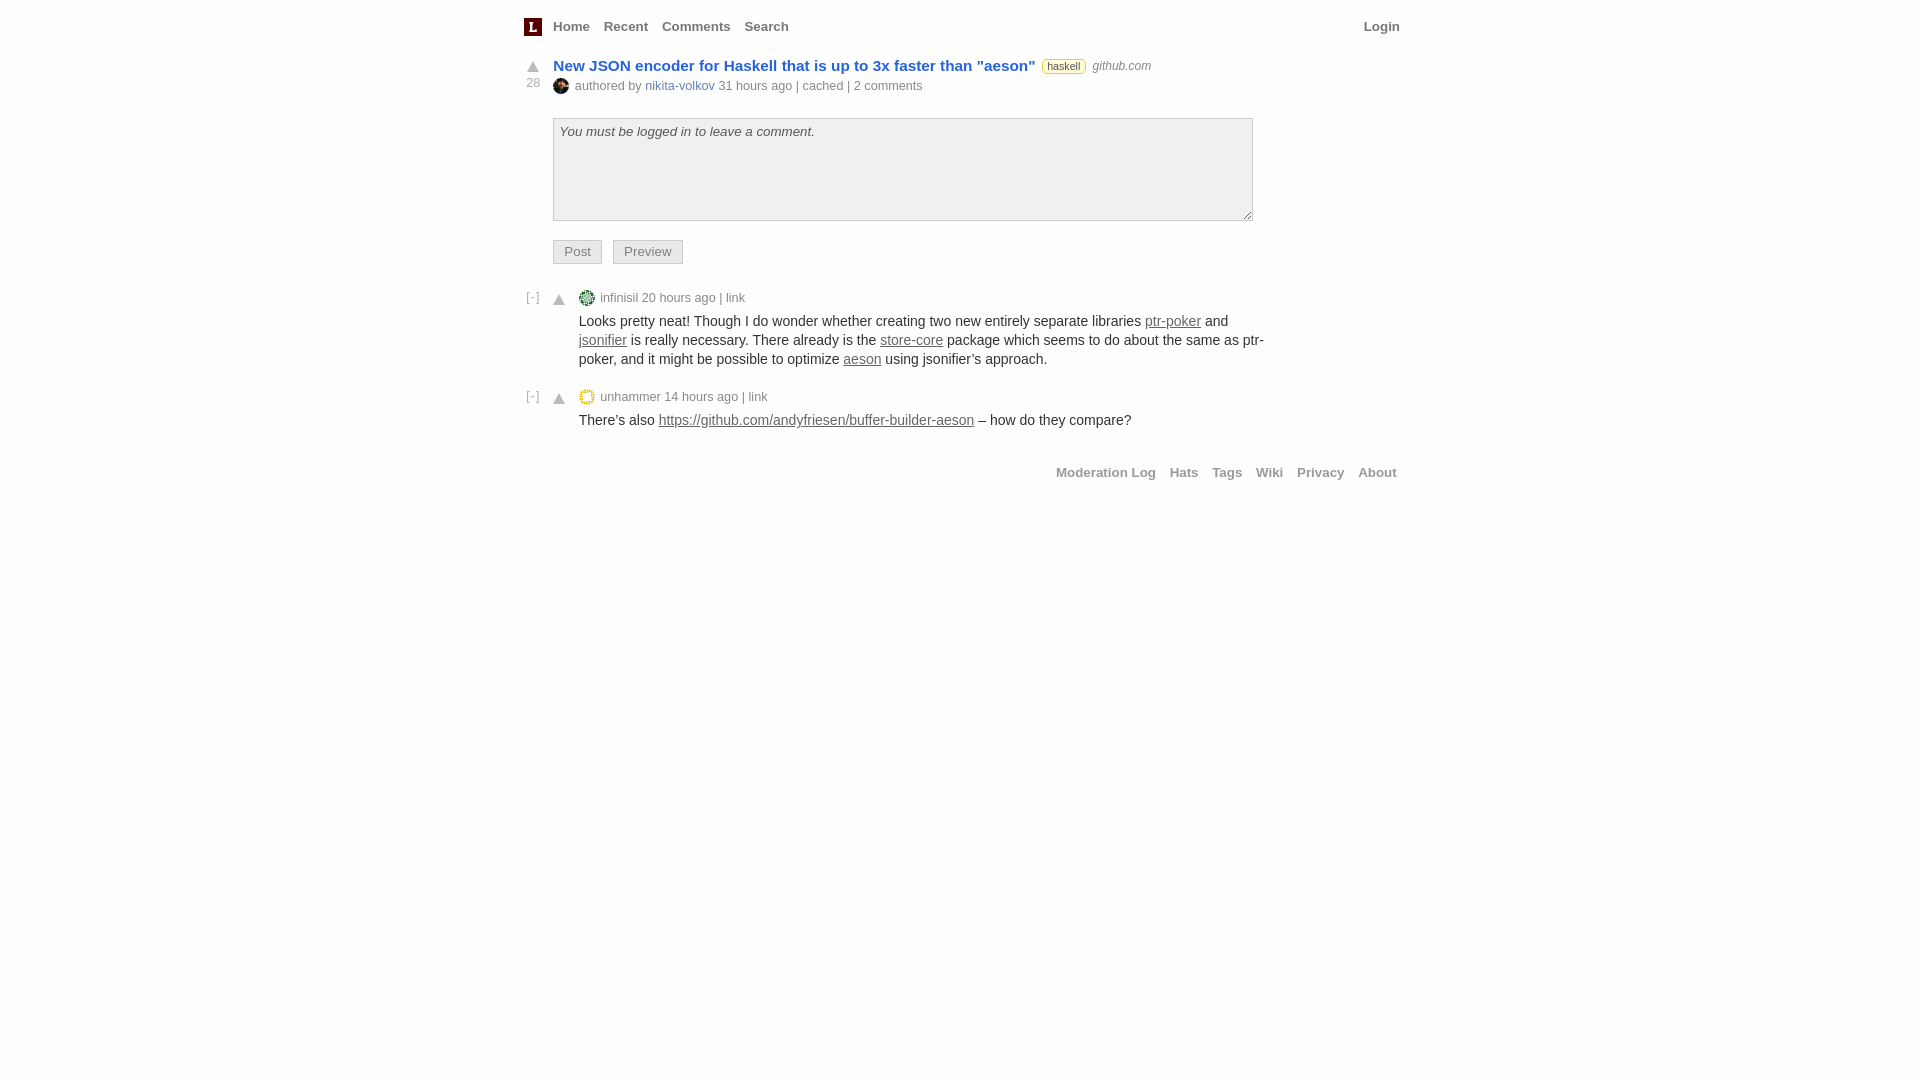 L Home Recent Comments Search Login
New JSON encoder for Haskell that is up to 3x faster than "aeson" haskell github.com
28 authored by nikita-volkov 31 hours ago | cached | 2 comments
You must be logged in to leave a comment.
Post Preview
[-] infinisil 20 hours ago | link
Looks pretty neat! Though I do wonder whether creating two new entirely separate libraries ptr-poker and
jsonifier is really necessary. There already is the store-core package which seems to do about the same as ptr-
poker, and it might be possible to optimize aeson using jsonifier’s approach.
[-] unhammer 14 hours ago | link
There’s also https://github.com/andyfriesen/buffer-builder-aeson – how do they compare?
Moderation Log Hats Tags Wiki Privacy About